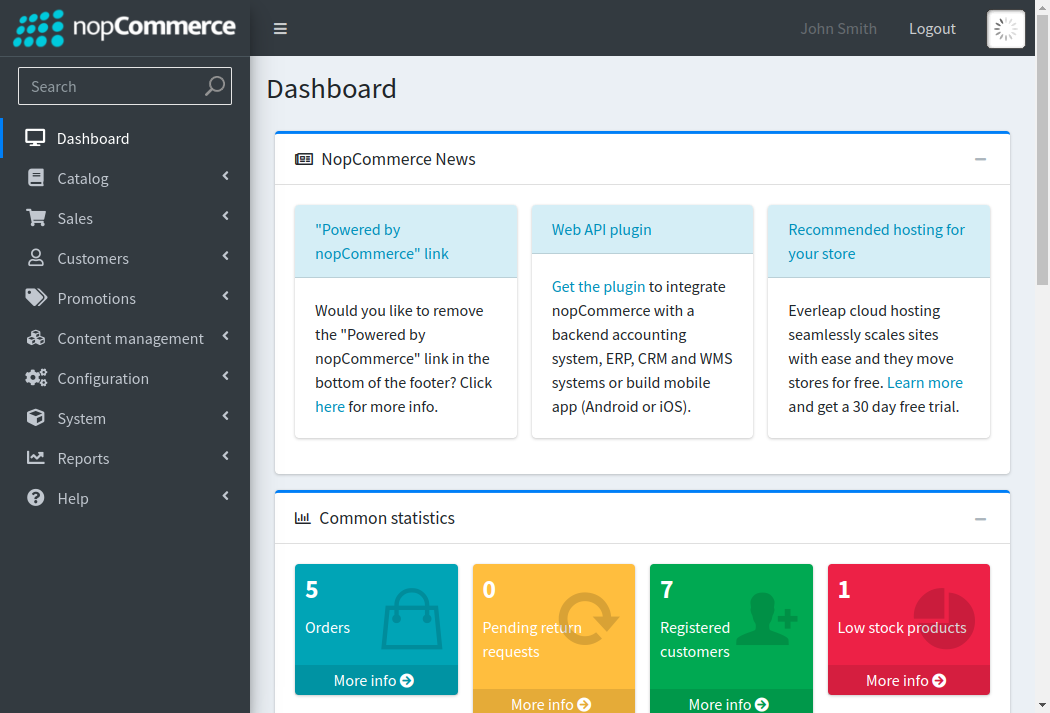 nopCommerce
John Smith
Logout
Search
Dashboard
Catalog
Sales
Customers
Promotions
Content management
Configuration
System
Reports
Help
Dashboard
NopCommerce News
"Powered by
nopCommerce" link
Would you like to remove
the "Powered by
nopCommerce" link in the
bottom of the footer? Click
here for more info.
Web API plugin
Get the plugin to integrate
nopCommerce with a
backend accounting
system, ERP, CRM and WMS
systems or build mobile
app (Android or iOS).
Recommended hosting for
your store
Everleap cloud hosting
seamlessly scales sites
with ease and they move
stores for free. Learn more
and get a 30 day free trial.
Common statistics
5
Orders
More info
0
Pending return
requests
More info
7
Registered
customers
More info
1
Low stock products
More info